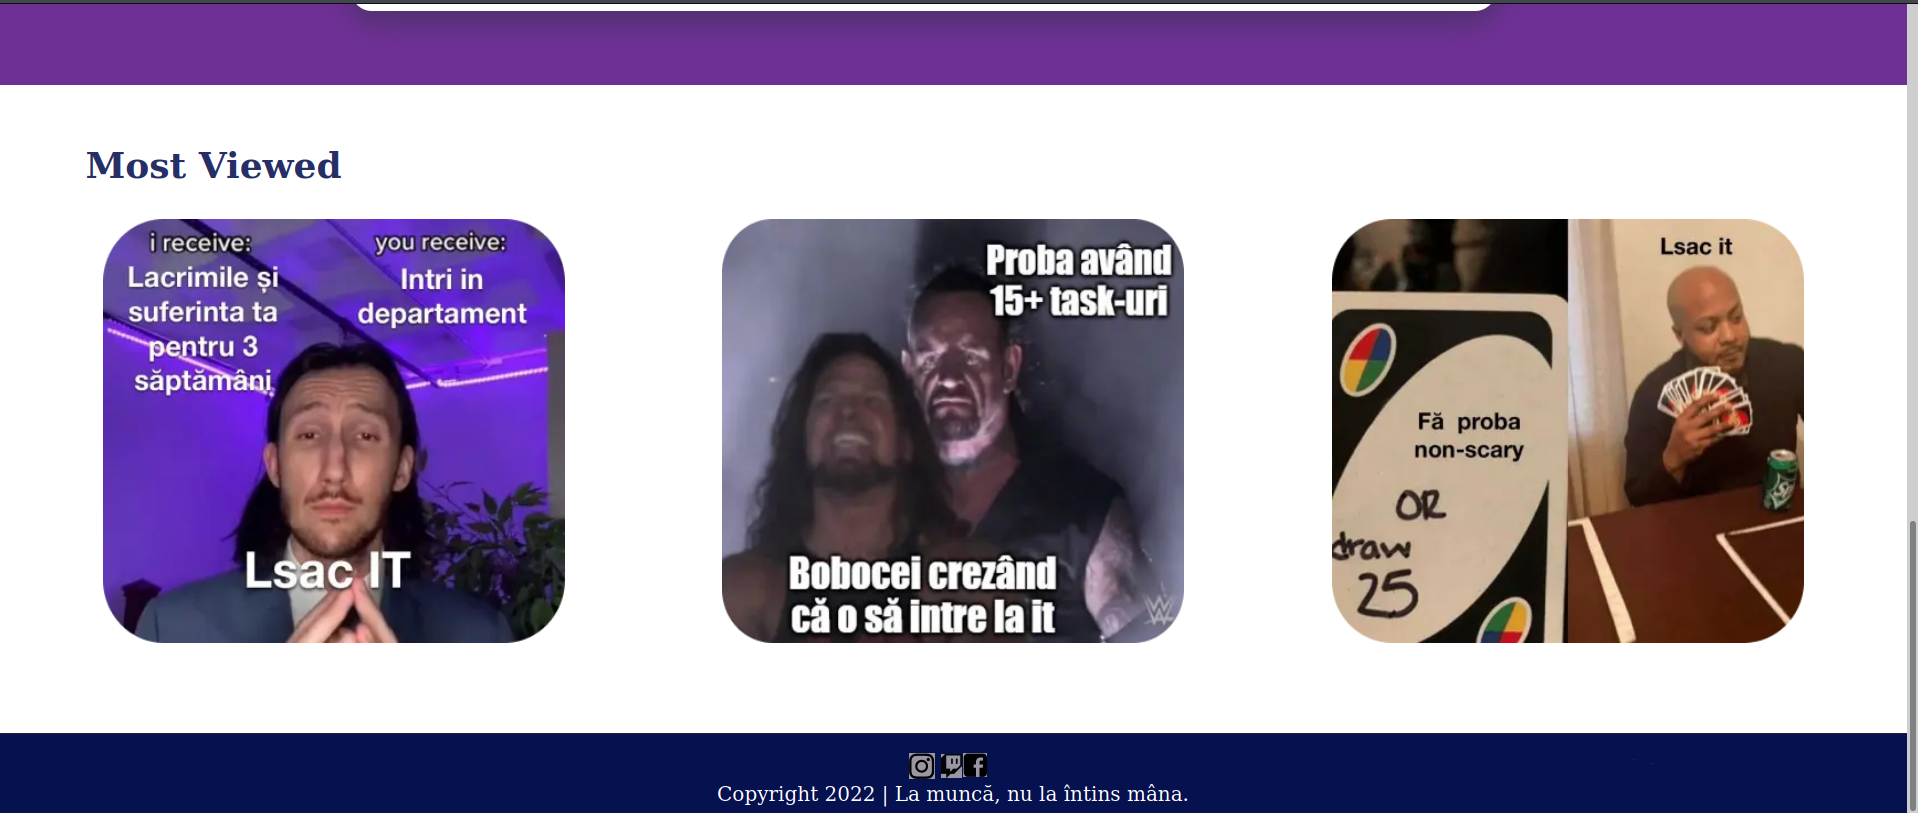 Most Viewed
i receive:
Lacrimile și
suferinta ta
pentru 3
săptămâni
you receive:
Intri in
departament
Lsac IT
Proba având
15+ task-uri
Bobocei crezând
că o să intre la it
Lsac it
Fă proba
non-scary
OR
draw
25
Copyright 2022 | La muncă, nu la întins mâna.